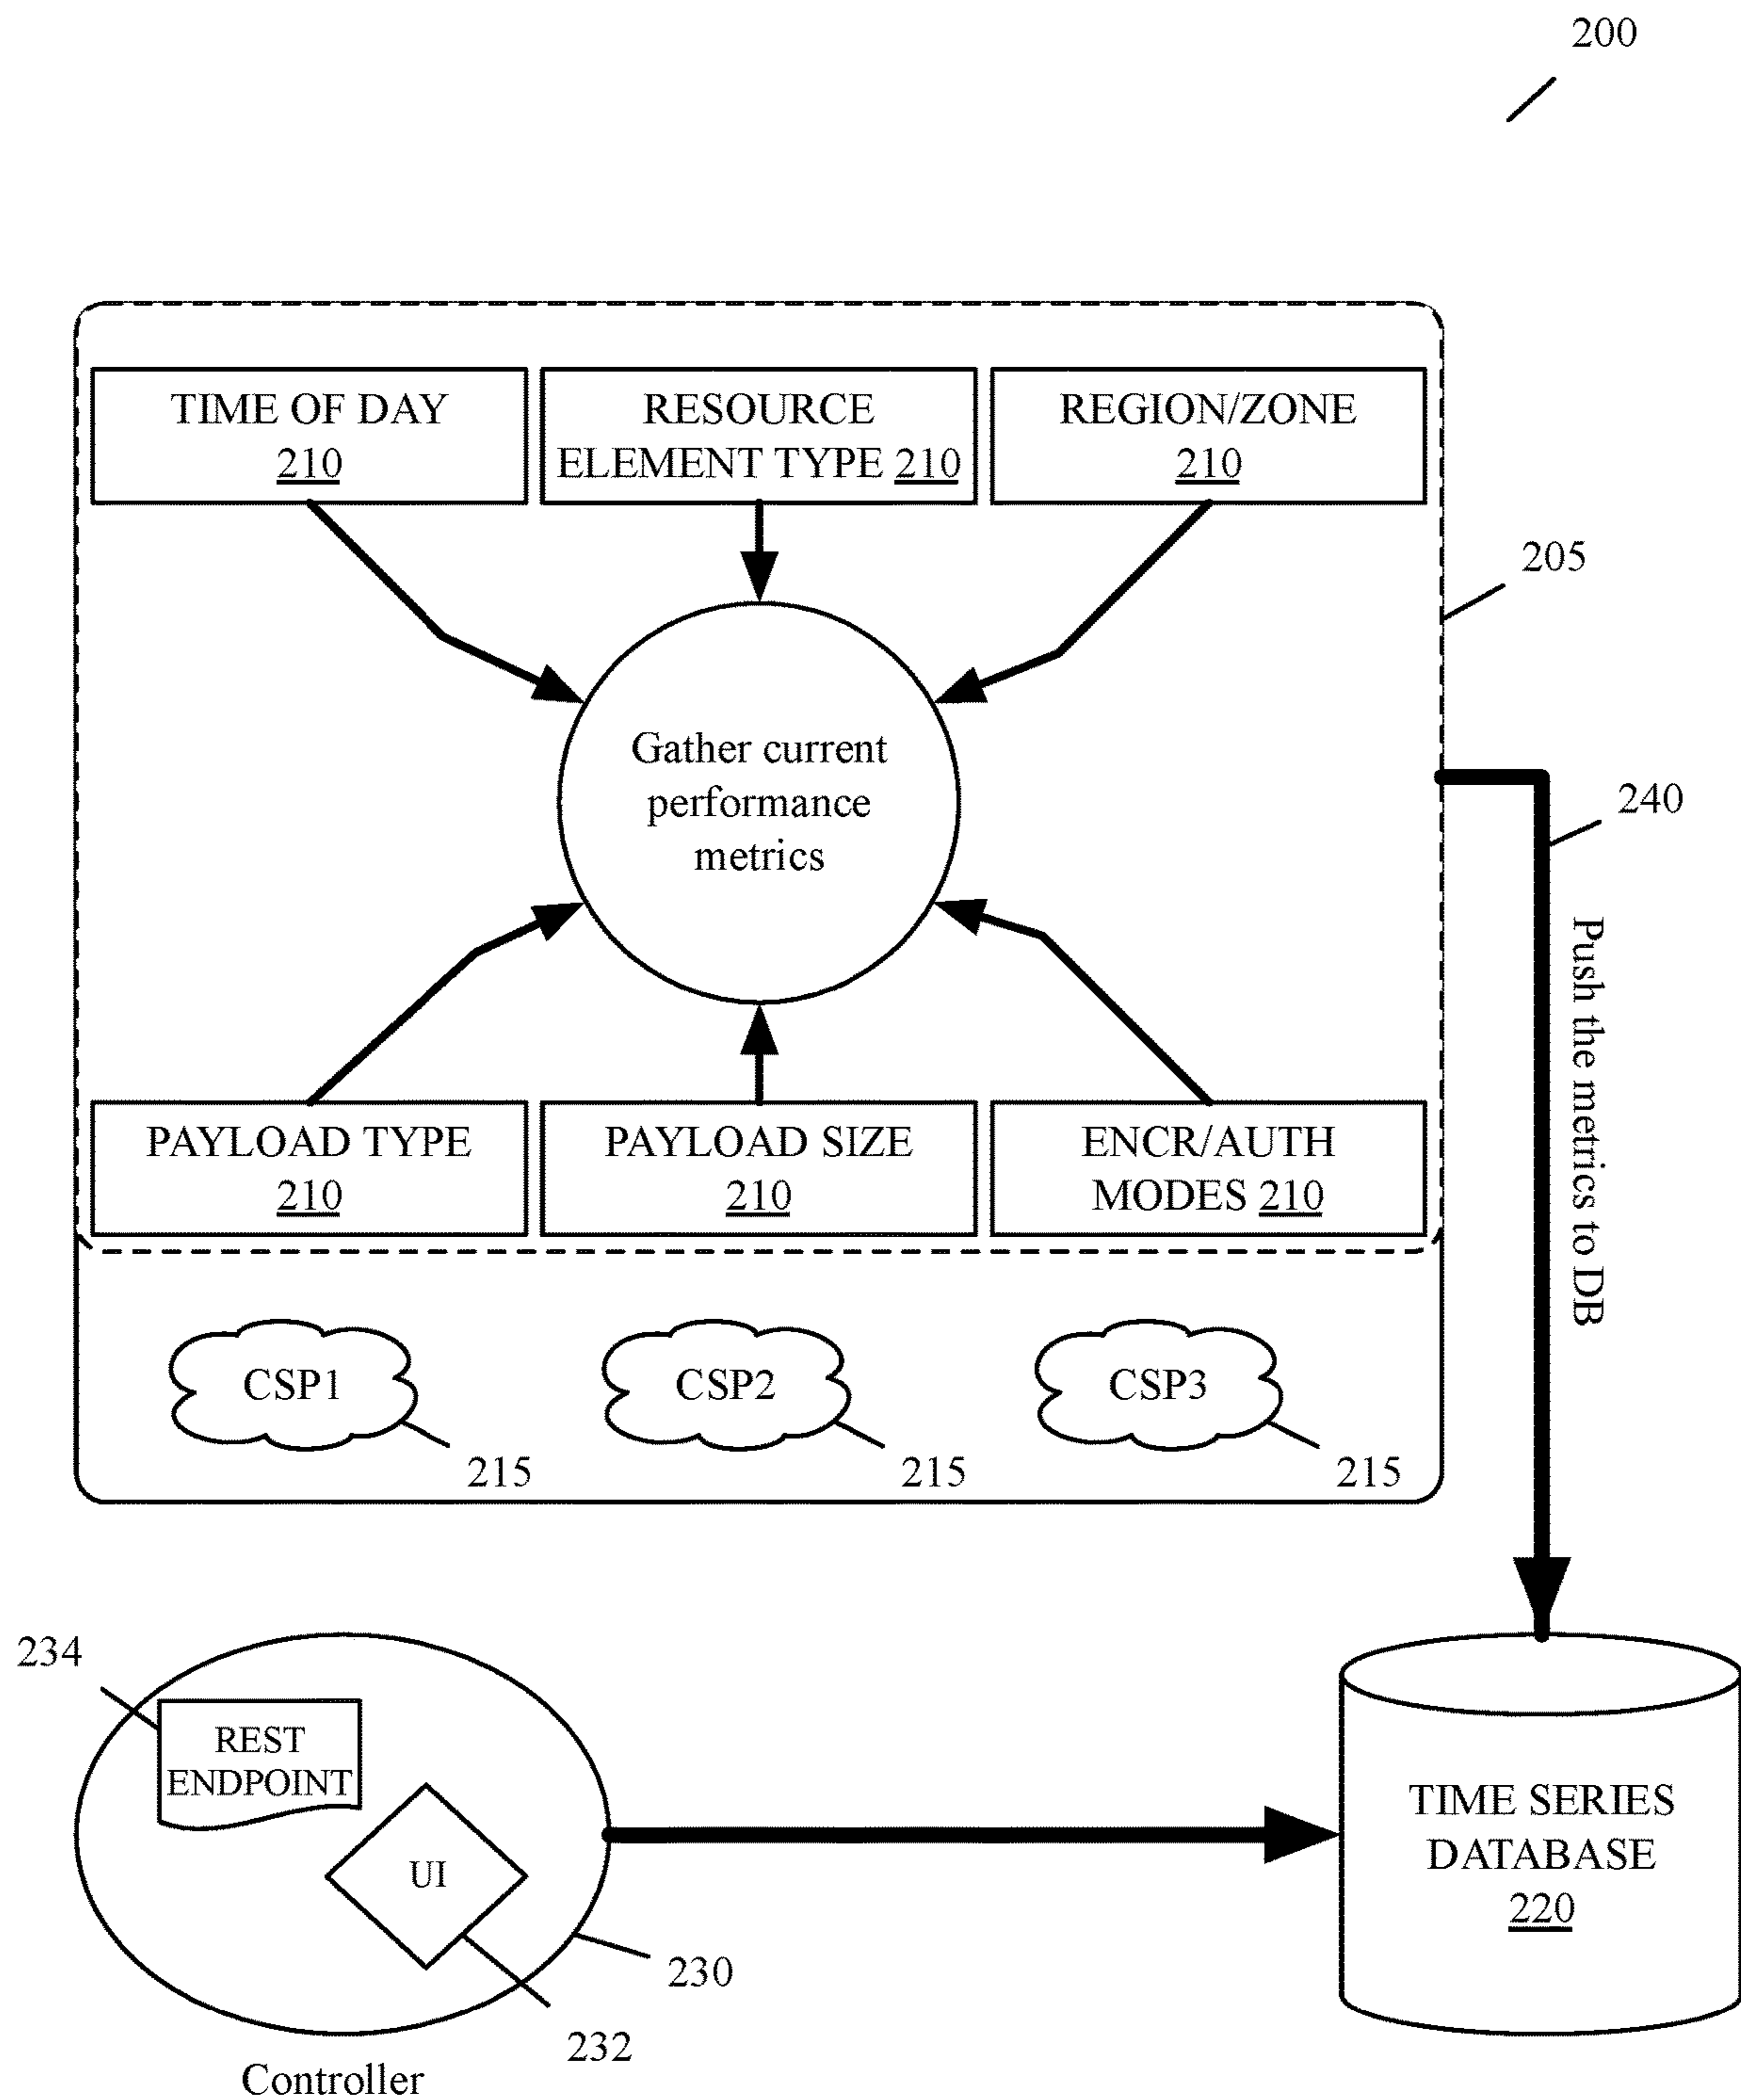 200
TIME OF DAY
210
RESOURCE
ELEMENT TYPE 210
REGION/ZONE
210
205
Gather current
performance
metrics
240
Push the metrics to DB
PAYLOAD TYPE
210
PAYLOAD SIZE
210
ENCR/AUTH
MODES 210
CSP1
215
CSP2
215
CSP3
215
234
REST
ENDPOINT
UI
230
232
Controller
TIME SERIES
DATABASE
220